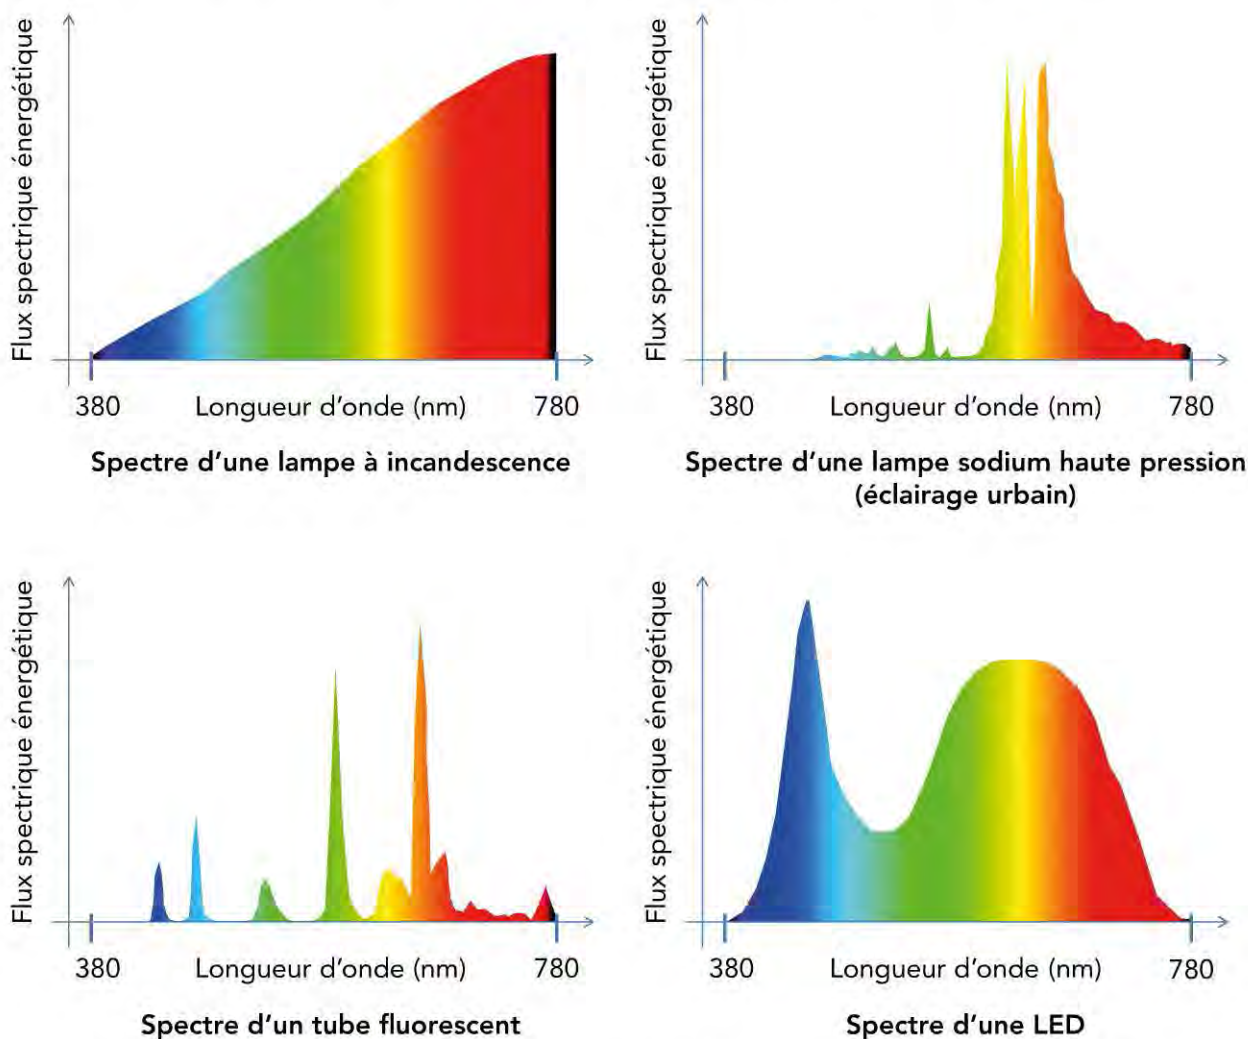 Flux spectrique énergétique
380 Longueur d'onde (nm) 780
Spectre d'une lampe à incandescence
Flux spectrique énergétique
380 Longueur d'onde (nm) 780
Spectre d'une lampe sodium haute pression
(éclairage urbain)
Flux spectrique énergétique
380 Longueur d'onde (nm) 780
Spectre d'un tube fluorescent
Flux spectrique énergétique
380 Longueur d'onde (nm) 780
Spectre d'une LED